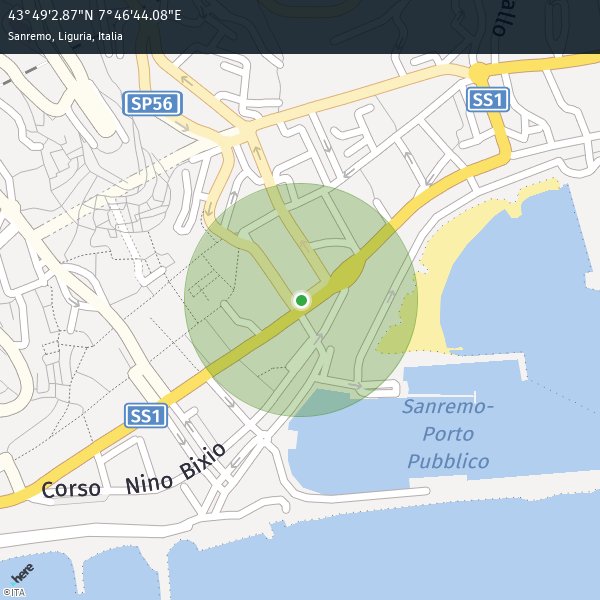 43°49'2.87"N 7°46'44.08"E
Sanremo, Liguria, Italia
SP56
SS1
SS1
Sanremo-
Porto
Pubblico
Corso Nino Bixio
here
©ITA